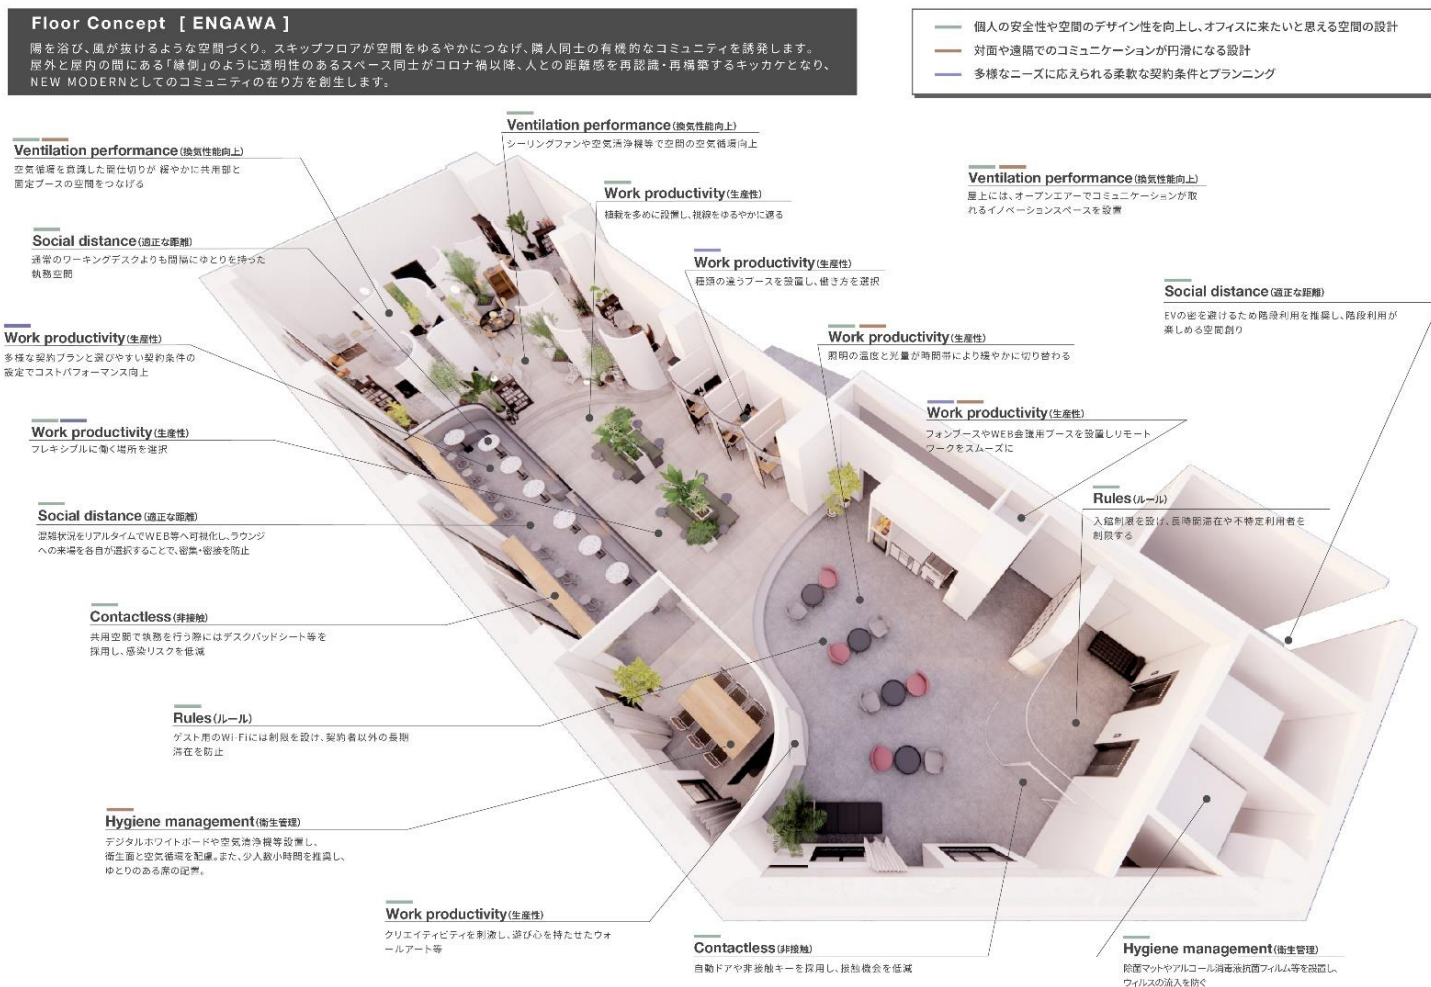 Floor Concept [ ENGAWA ]
陽を浴び、風が抜けるような空間づくり。スキップフロアが空間をゆるやかにつなげ、隣人同士の有機的なコミュニティを誘発します。
屋外と屋内の間にある「縁側」のように透明性のあるスペース同士がコロナ禍以降、人との距離感を再認識・再構築するキッカケとなり、
NEW MODERNとしてのコミュニティの在り方を創生します。
個人の安全性や空間のデザイン性を向上し、オフィスに来たいと思える空間の設計
対面や遠隔でのコミュニケーションが円滑になる設計
多様なニーズに応えられる柔軟な契約条件とプランニング
Ventilation performance(換気性能向上)
シーリングファンや空気清浄機等で空間の空気循環向上
Ventilation performance(換気性能向上)
空気循環を意識した間仕切りが 緩やかに共用部と
固定ブースの空間をつなげる
Ventilation performance(換気性能向上)
屋上には、オープンエアーでコミュニケーションが取
れるイノベーションスペースを設置
Work productivity(生産性)
植栽を多めに設置し、視線をゆるやかに遮る
Social distance(適正な距離)
通常のワーキングデスクよりも間隔にゆとりを持った
執務空間
Work productivity(生産性)
種類の違うブースを設置し、働き方を選択
Social distance(適正な距離)
EVの密を避けるため階段利用を推奨し、階段利用が
楽しめる空間創り
Work productivity(生産性)
多様な契約プランと選びやすい契約条件の
設定でコストパフォーマンス向上
Work productivity(生産性)
照明の温度と光量が時間帯により緩やかに切り替わる
Work productivity(生産性)
フォンブースやWEB会議用ブースを設置しリモート
ワークをスムーズに
Work productivity(生産性)
フレキシブルに働く場所を選択
Rules(ルール)
入館制限を設け、長時間滞在や不特定利用者を
制限する
Social distance(適正な距離)
混雑状況をリアルタイムでWEB等へ可視化し、ラウンジ
への来場を各自が選択することで、密集・密接を防止
Contactless(非接触)
共用空間で執務を行う際にはデスクパッドシート等を
採用し、感染リスクを低減
Rules(ルール)
ゲスト用のWi-Fiには制限を設け、契約者以外の長期
滞在を防止
Hygiene management(衛生管理)
デジタルホワイトボードや空気清浄機等設置し、
衛生面と空気循環を配慮。また、少人数小時間を推奨し、
ゆとりのある席の配置。
Work productivity(生産性)
クリエイティビティを刺激し、遊び心を持たせたウォ
ールアート等
Contactless(非接触)
自動ドアや非接触キーを採用し、接触機会を低減
Hygiene management(衛生管理)
除菌マットやアルコール消毒液抗菌フィルム等を設置し、
ウィルスの流入を防ぐ